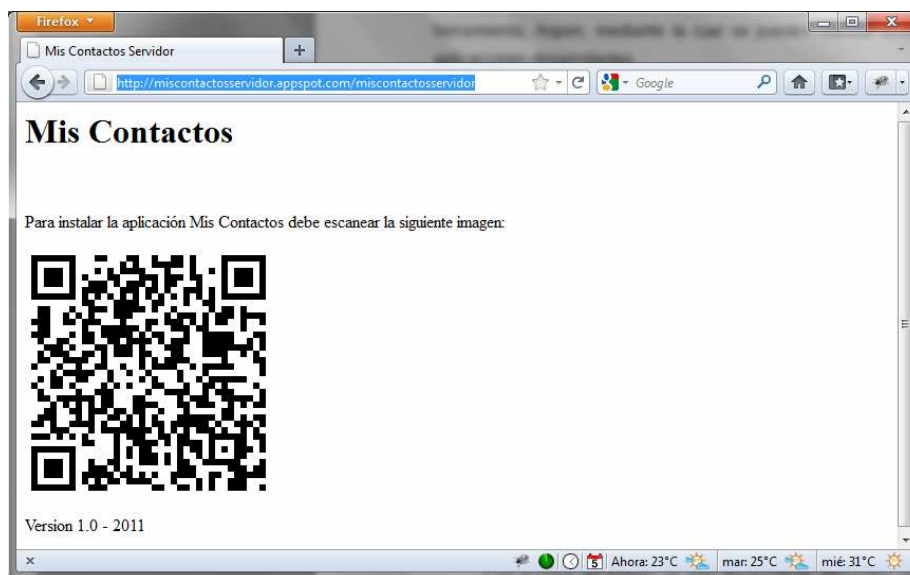 Firefox
Mis Contactos Servidor
http://miscontactosservidor.appspot.com/miscontactosservidor
Google
Mis Contactos
Para instalar la aplicación Mis Contactos debe escanear la siguiente imagen:
Version 1.0 - 2011
x 5 Ahora: 23°C mar: 25°C mié: 31°C